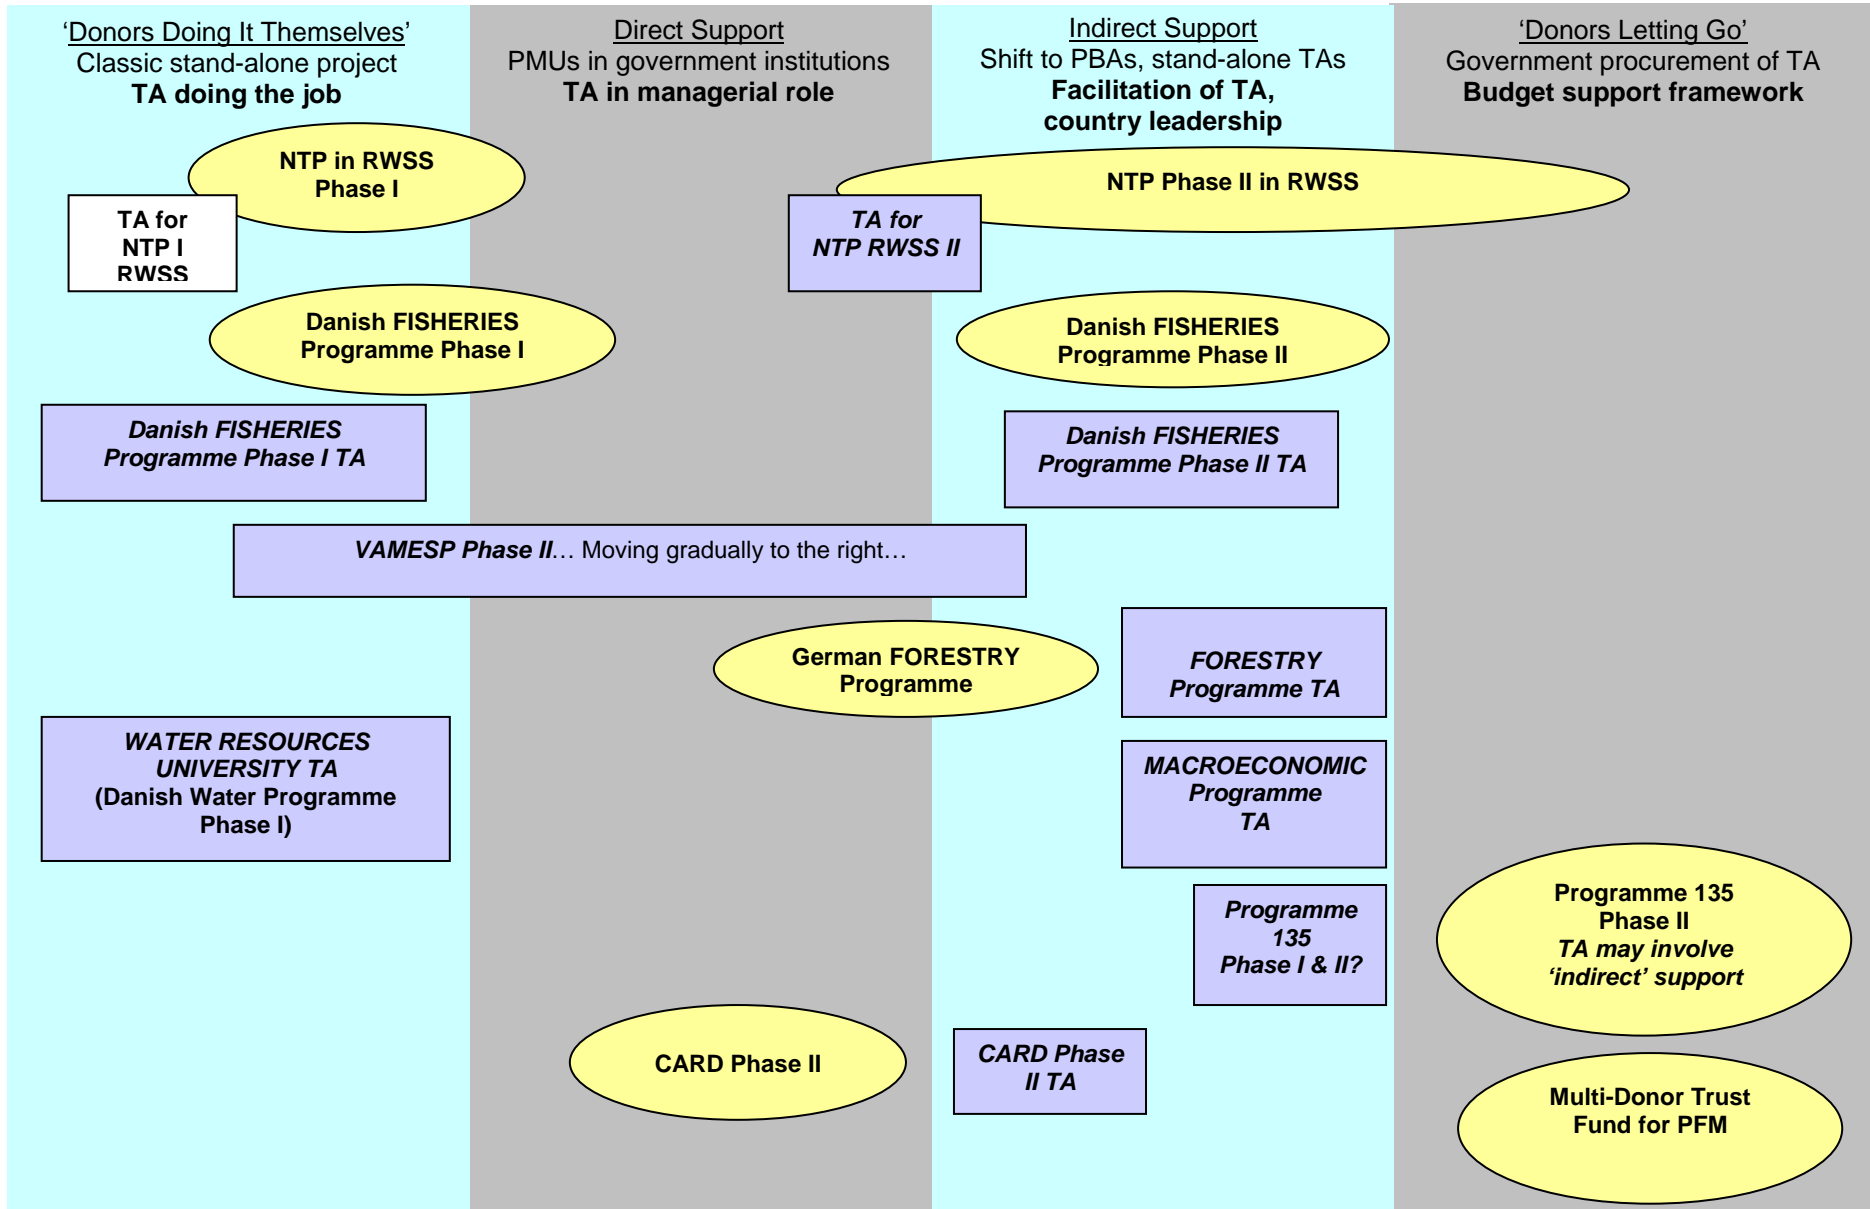 ‘Donors Doing It Themselves’
Classic stand-alone project
TA doing the job
Direct Support
PMUs in government institutions
TA in managerial role
Indirect Support
Shift to PBAs, stand-alone TAs
Facilitation of TA,
country leadership
‘Donors Letting Go’
Government procurement of TA
Budget support framework
NTP in RWSS
Phase I
TA for
NTP I
RWSS
NTP Phase II in RWSS
TA for
NTP RWSS II
Danish FISHERIES
Programme Phase I
Danish FISHERIES
Programme Phase II
Danish FISHERIES
Programme Phase I TA
Danish FISHERIES
Programme Phase II TA
VAMESP Phase II… Moving gradually to the right…
German FORESTRY
Programme
FORESTRY
Programme TA
WATER RESOURCES
UNIVERSITY TA
(Danish Water Programme
Phase I)
MACROECONOMIC
Programme
TA
Programme
135
Phase I & II?
Programme 135
Phase II
TA may involve
‘indirect’ support
CARD Phase II
CARD Phase
II TA
Multi-Donor Trust
Fund for PFM